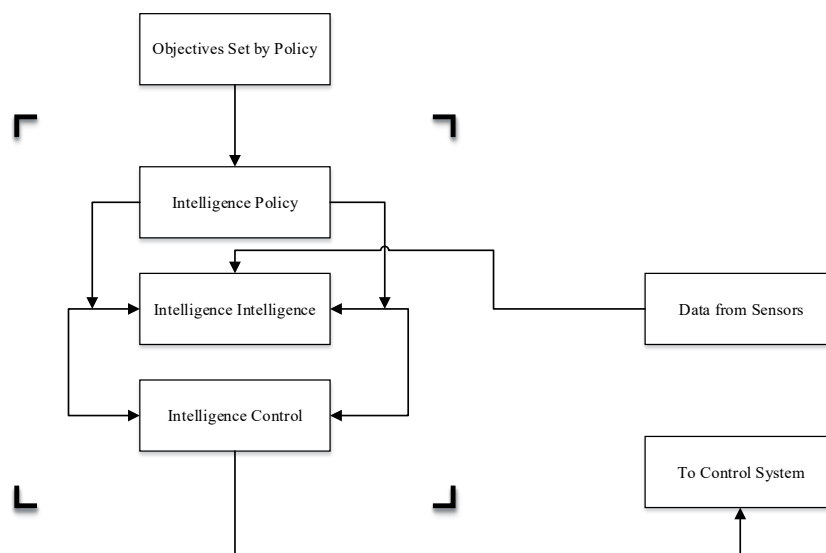 Objectives Set by Policy
Intelligence Policy
Intelligence Intelligence
Data from Sensors
Intelligence Control
To Control System